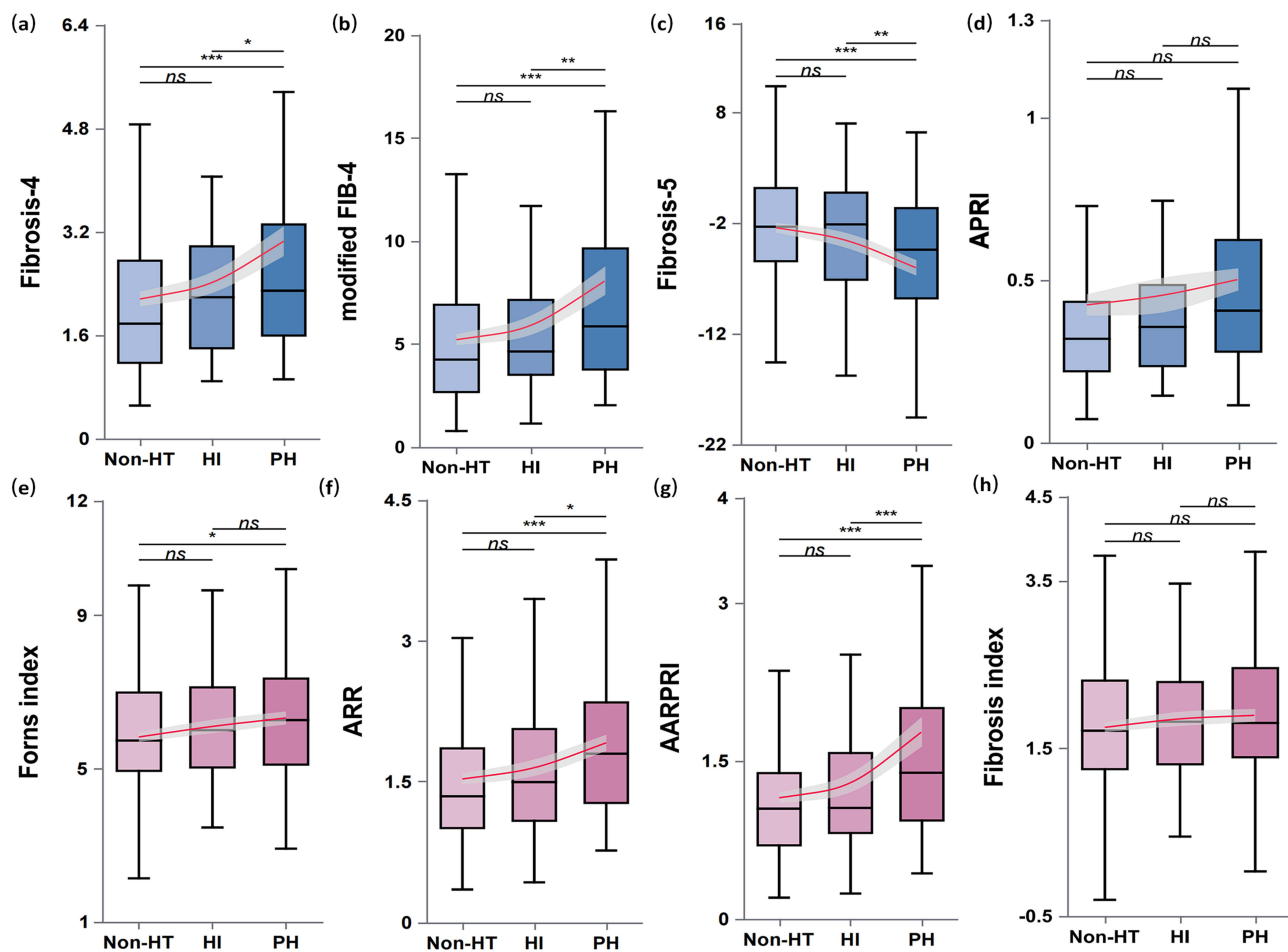 (a)
Fibrosis-4
6.4
4.8
3.2
1.6
0
*
***
ns
Non-HT HI PH
(b)
modified FIB-4
20
15
10
5
0
**
***
ns
Non-HT HI PH
(c)
Fibrosis-5
-16
8
-2
-12
-22
**
***
ns
Non-HT HI PH
(d)
APRI
1.3
1
0.5
0
ns
ns
ns
Non-HT HI PH
(e)
Forns index
12
9
5
1
ns
*
ns
Non-HT HI PH
(f)
ARR
4.5
3
1.5
0
*
***
ns
Non-HT HI PH
(g)
AARPRI
4
3
1.5
0
***
***
ns
Non-HT HI PH
(h)
Fibrosis index
4.5
3.5
1.5
-0.5
ns
ns
ns
Non-HT HI PH